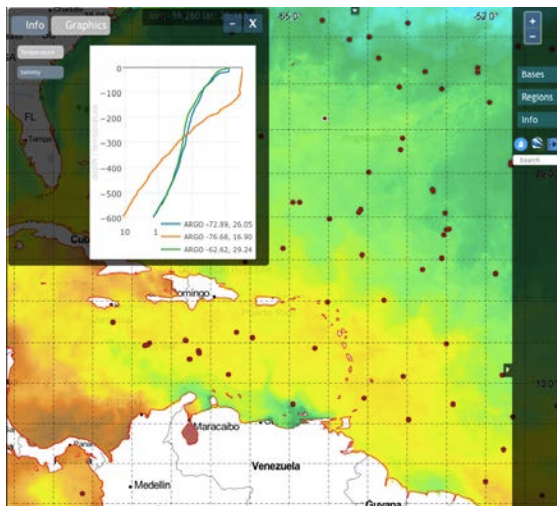 Info
Graphics
–
X
Temperature
Salinity
0
−100
−200
−300
−400
−500
−600
10
1
ARGO -72.89, 26.05
ARGO -76.68, 16.90
ARGO -62.62, 29.24
-55.0°
-52.0°
+
-
Bases
Regions
Info
Search
13.0°
FL
Tampa
Domingo
Maracaibo
Medellin
Venezuela
Guyana